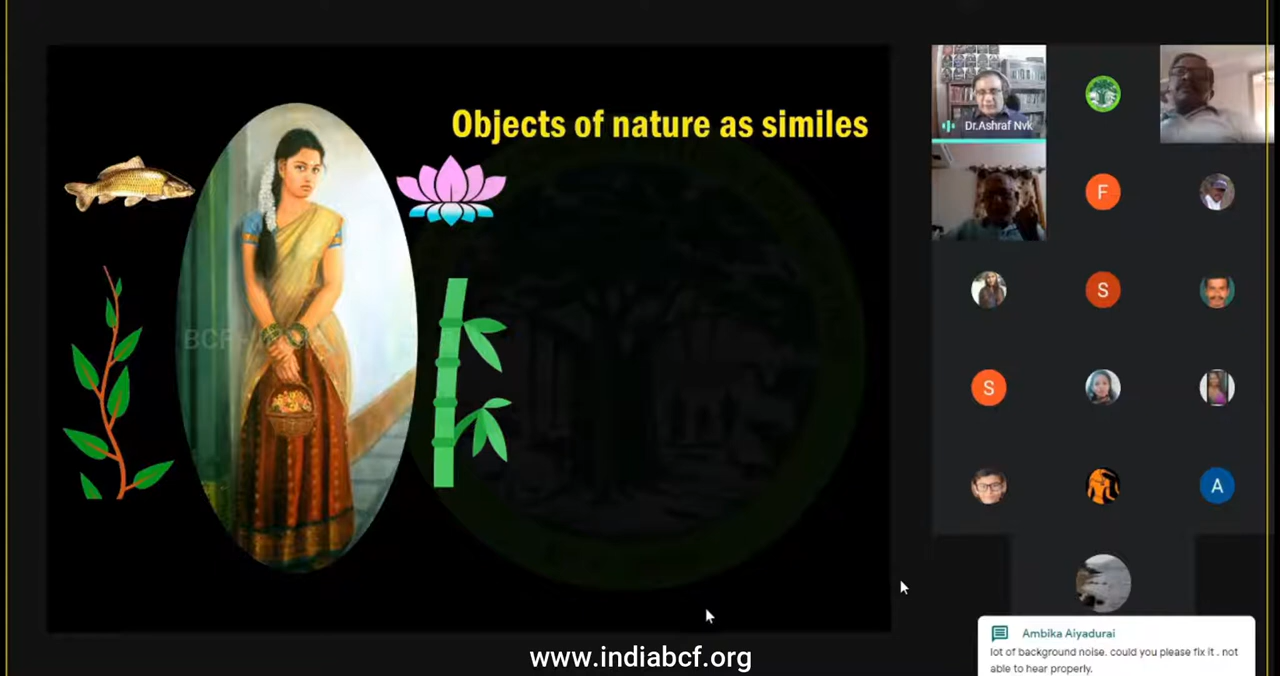 Objects of nature as similes
Dr.Ashraf Nvk
BCF-
F
S
S
A
Ambika Aiyadurai
lot of background noise. could you please fix it . not
able to hear properly.
www.indiabcf.org